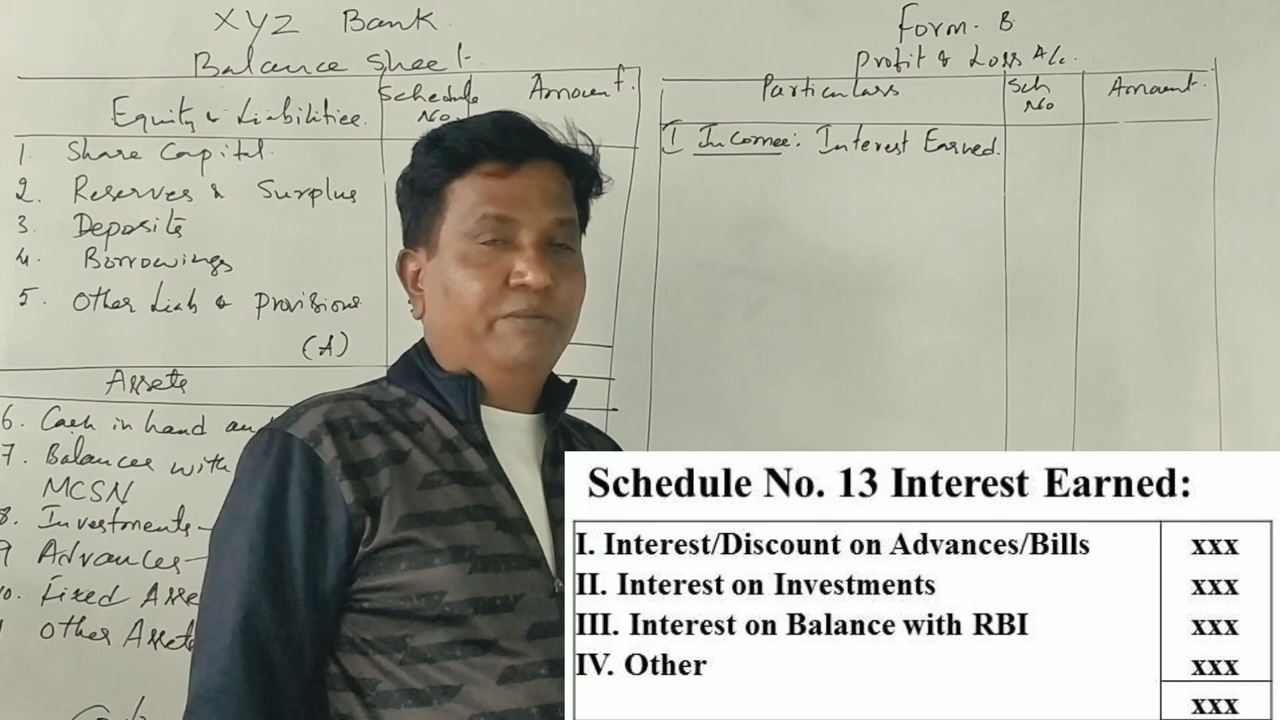 XYZ Bank
Balance Sheet
Equity & Liabilities
Schedule No.
Amount
1. Share Capital
2. Reserves & Surplus
3. Deposits
4. Borrowings
5. Other Liab & Provisions
(A)
Assets
6. Cash in hand
7. Balances with
MCSN
8. Investments
9 Advances
Fixed
Other Assets
Form - B
Profit & Loss A/c.
Particulars
Sch No
Amount.
I Income: Interest Earned.
Schedule No. 13 Interest Earned:
I. Interest/Discount on Advances/Bills xxx
II. Interest on Investments xxx
III. Interest on Balance with RBI xxx
IV. Other xxx
xxx